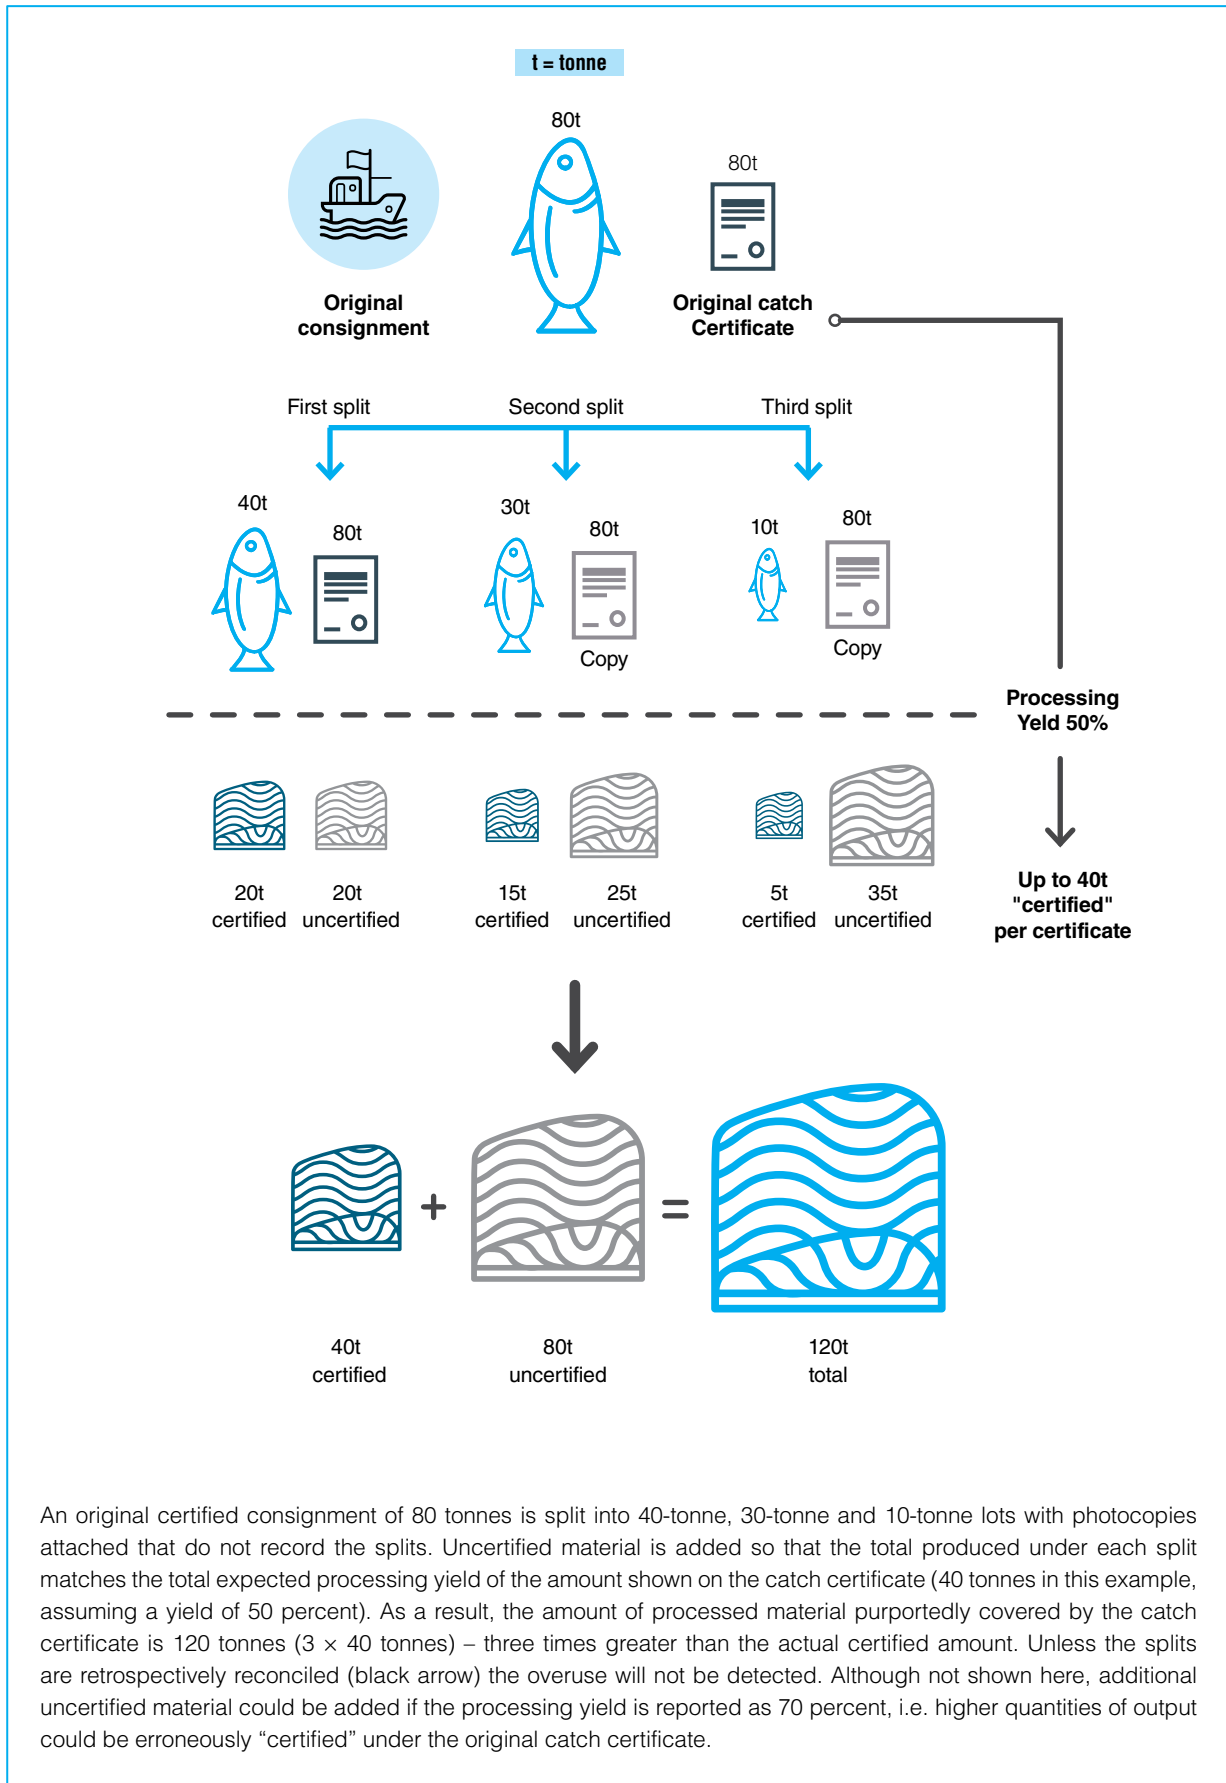 t = tonne
80t
80t
Original
consignment
Original catch
Certificate
First split
Second split
Third split
40t
80t
30t
80t
10t
80t
Copy
Copy
Processing
Yeld 50%
20t
certified
20t
uncertified
15t
certified
25t
uncertified
5t
certified
35t
uncertified
Up to 40t
"certified"
per certificate
+
=
40t
certified
80t
uncertified
120t
total
An original certified consignment of 80 tonnes is split into 40-tonne, 30-tonne and 10-tonne lots with photocopies
attached that do not record the splits. Uncertified material is added so that the total produced under each split
matches the total expected processing yield of the amount shown on the catch certificate (40 tonnes in this example,
assuming a yield of 50 percent). As a result, the amount of processed material purportedly covered by the catch
certificate is 120 tonnes (3 × 40 tonnes) – three times greater than the actual certified amount. Unless the splits
are retrospectively reconciled (black arrow) the overuse will not be detected. Although not shown here, additional
uncertified material could be added if the processing yield is reported as 70 percent, i.e. higher quantities of output
could be erroneously “certified” under the original catch certificate.